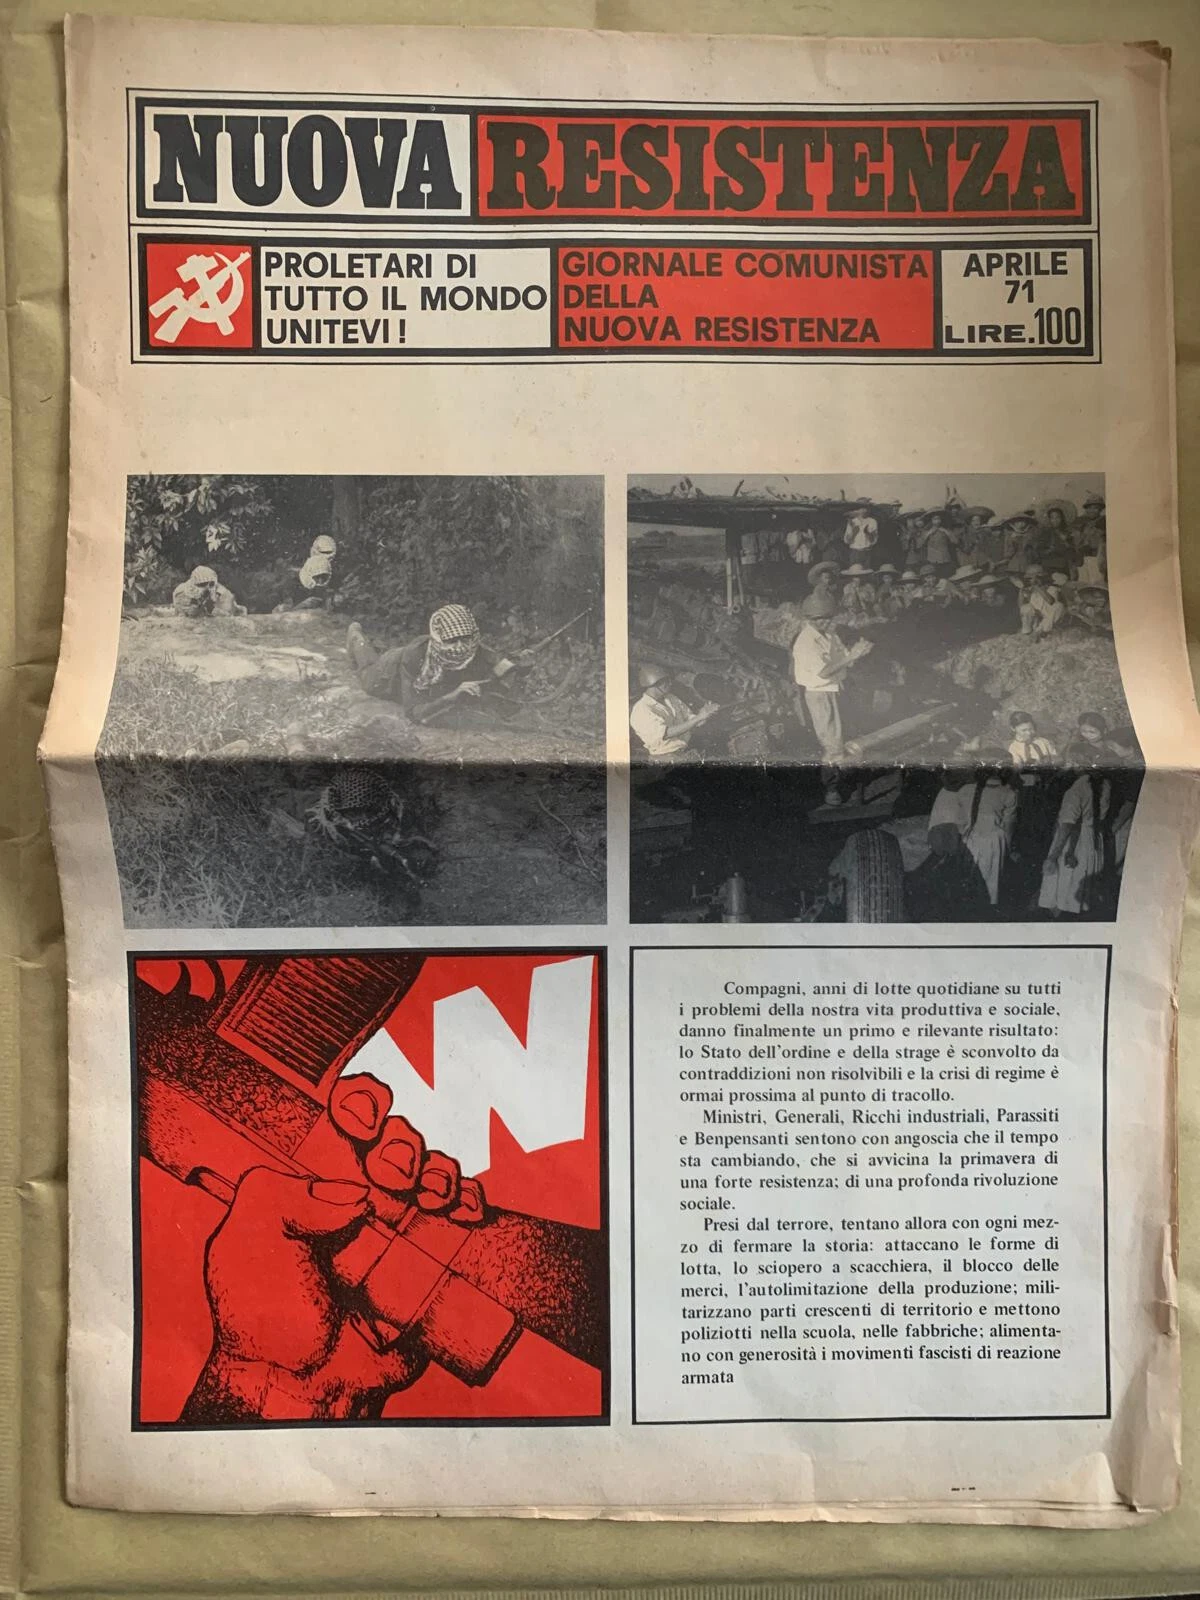 NUOVA RESISTENZA
PROLETARI DI
TUTTO IL MONDO
UNITEVI!
GIORNALE COMUNISTA
DELLA
NUOVA RESISTENZA
APRILE
71
LIRE.100
W
Compagni, anni di lotte quotidiane su tutti
i problemi della nostra vita produttiva e sociale,
danno finalmente un primo e rilevante risultato:
lo Stato dell'ordine e della strage è sconvolto da
contraddizioni non risolvibili e la crisi di regime è
ormai prossima al punto di tracollo.
Ministri, Generali, Ricchi industriali, Parassiti
e Benpensanti sentono con angoscia che il tempo
sta cambiando, che si avvicina la primavera di
una forte resistenza; di una profonda rivoluzione
sociale.
Presi dal terrore, tentano allora con ogni mez-
zo di fermare la storia: attaccano le forme di
lotta, lo sciopero a scacchiera, il blocco delle
merci, l'autolimitazione della produzione; mili-
tarizzano parti crescenti di territorio e mettono
poliziotti nella scuola, nelle fabbriche; alimenta-
no con generosità i movimenti fascisti di reazione
armata